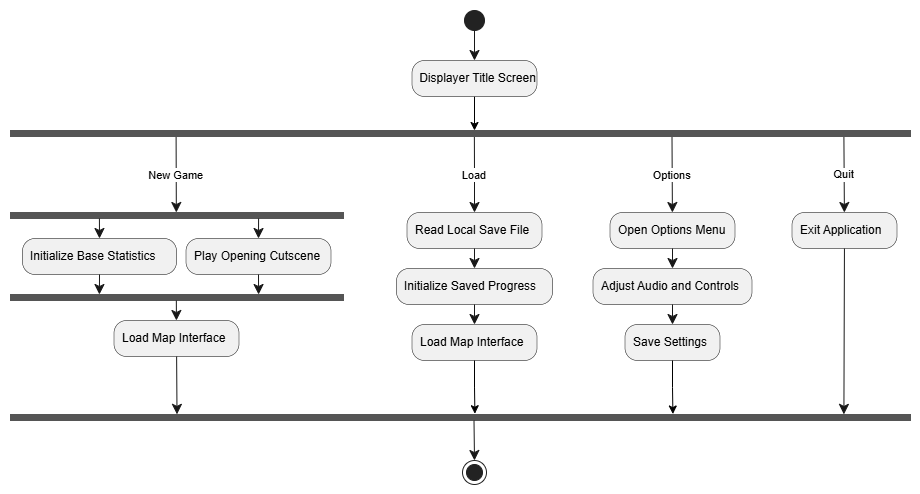 Displayer Title Screen
New Game
Load
Options
Quit
Initialize Base Statistics
Play Opening Cutscene
Read Local Save File
Open Options Menu
Exit Application
Initialize Saved Progress
Adjust Audio and Controls
Load Map Interface
Load Map Interface
Save Settings